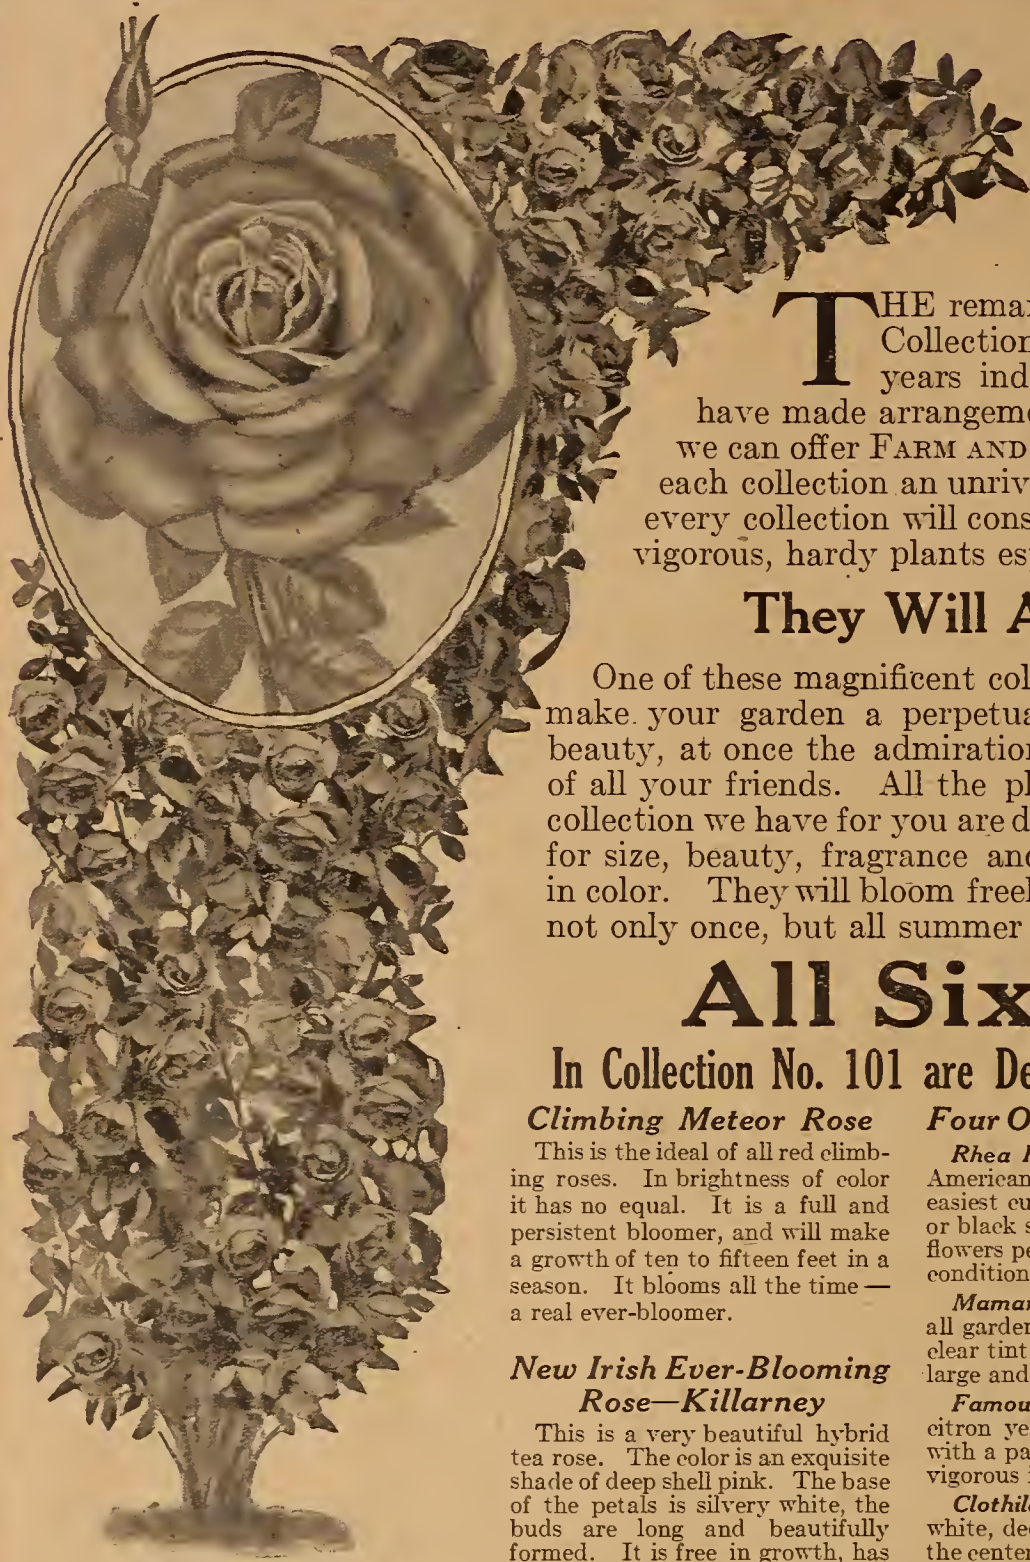 THE remar
Collection
years ind
have made arrangeme
we can offer FARM AND
each collection an unriv
every collection will cons
vigorous, hardy plants es
They Will A
One of these magnificent col
make your garden a perpetua
beauty, at once the admiration
of all your friends. All the pl
collection we have for you are d
for size, beauty, fragrance and
in color. They will bloom freel
not only once, but all summer
All Six
In Collection No. 101 are De
Climbing Meteor Rose
This is the ideal of all red climb-
ing roses. In brightness of color
it has no equal. It is a full and
persistent bloomer, and will make
a growth of ten to fifteen feet in a
season. It blooms all the time —
a real ever-bloomer.
New Irish Ever-Blooming
Rose—Killarney
This is a very beautiful hybrid
tea rose. The color is an exquisite
shade of deep shell pink. The base
of the petals is silvery white, the
buds are long and beautifully
formed. It is free in growth, has
Four O
Rhea
American
easiest cu
or black s
flowers pe
condition
Maman
all garden
clear tint
large and
Famou
citron ye
with a pa
vigorous
Clothild
white, dee
the center